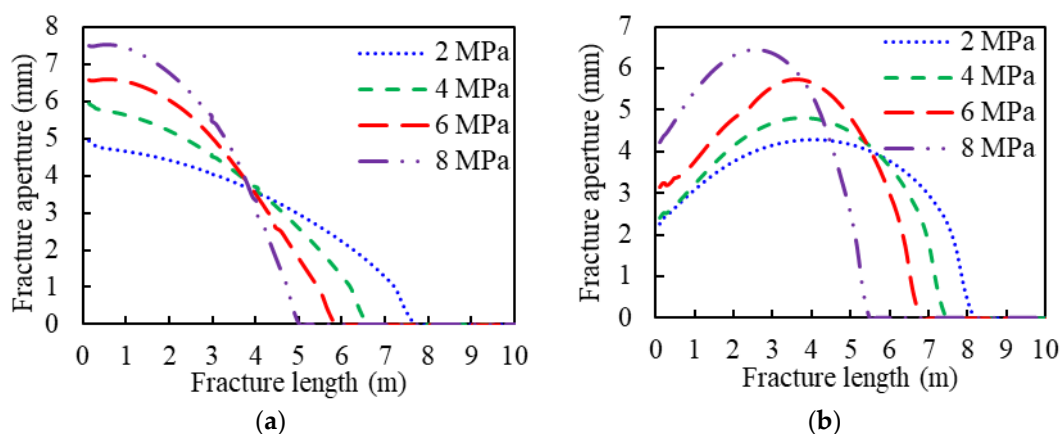 Fracture aperture (mm)
8
7
6
5
4
3
2
1
0
2 MPa
4 MPa
6 MPa
8 MPa
0 1 2 3 4 5 6 7 8 9 10
Fracture length (m)
(a)
Fracture aperture (mm)
7
6
5
4
3
2
1
0
2 MPa
4 MPa
6 MPa
8 MPa
0 1 2 3 4 5 6 7 8 9 10
Fracture length (m)
(b)